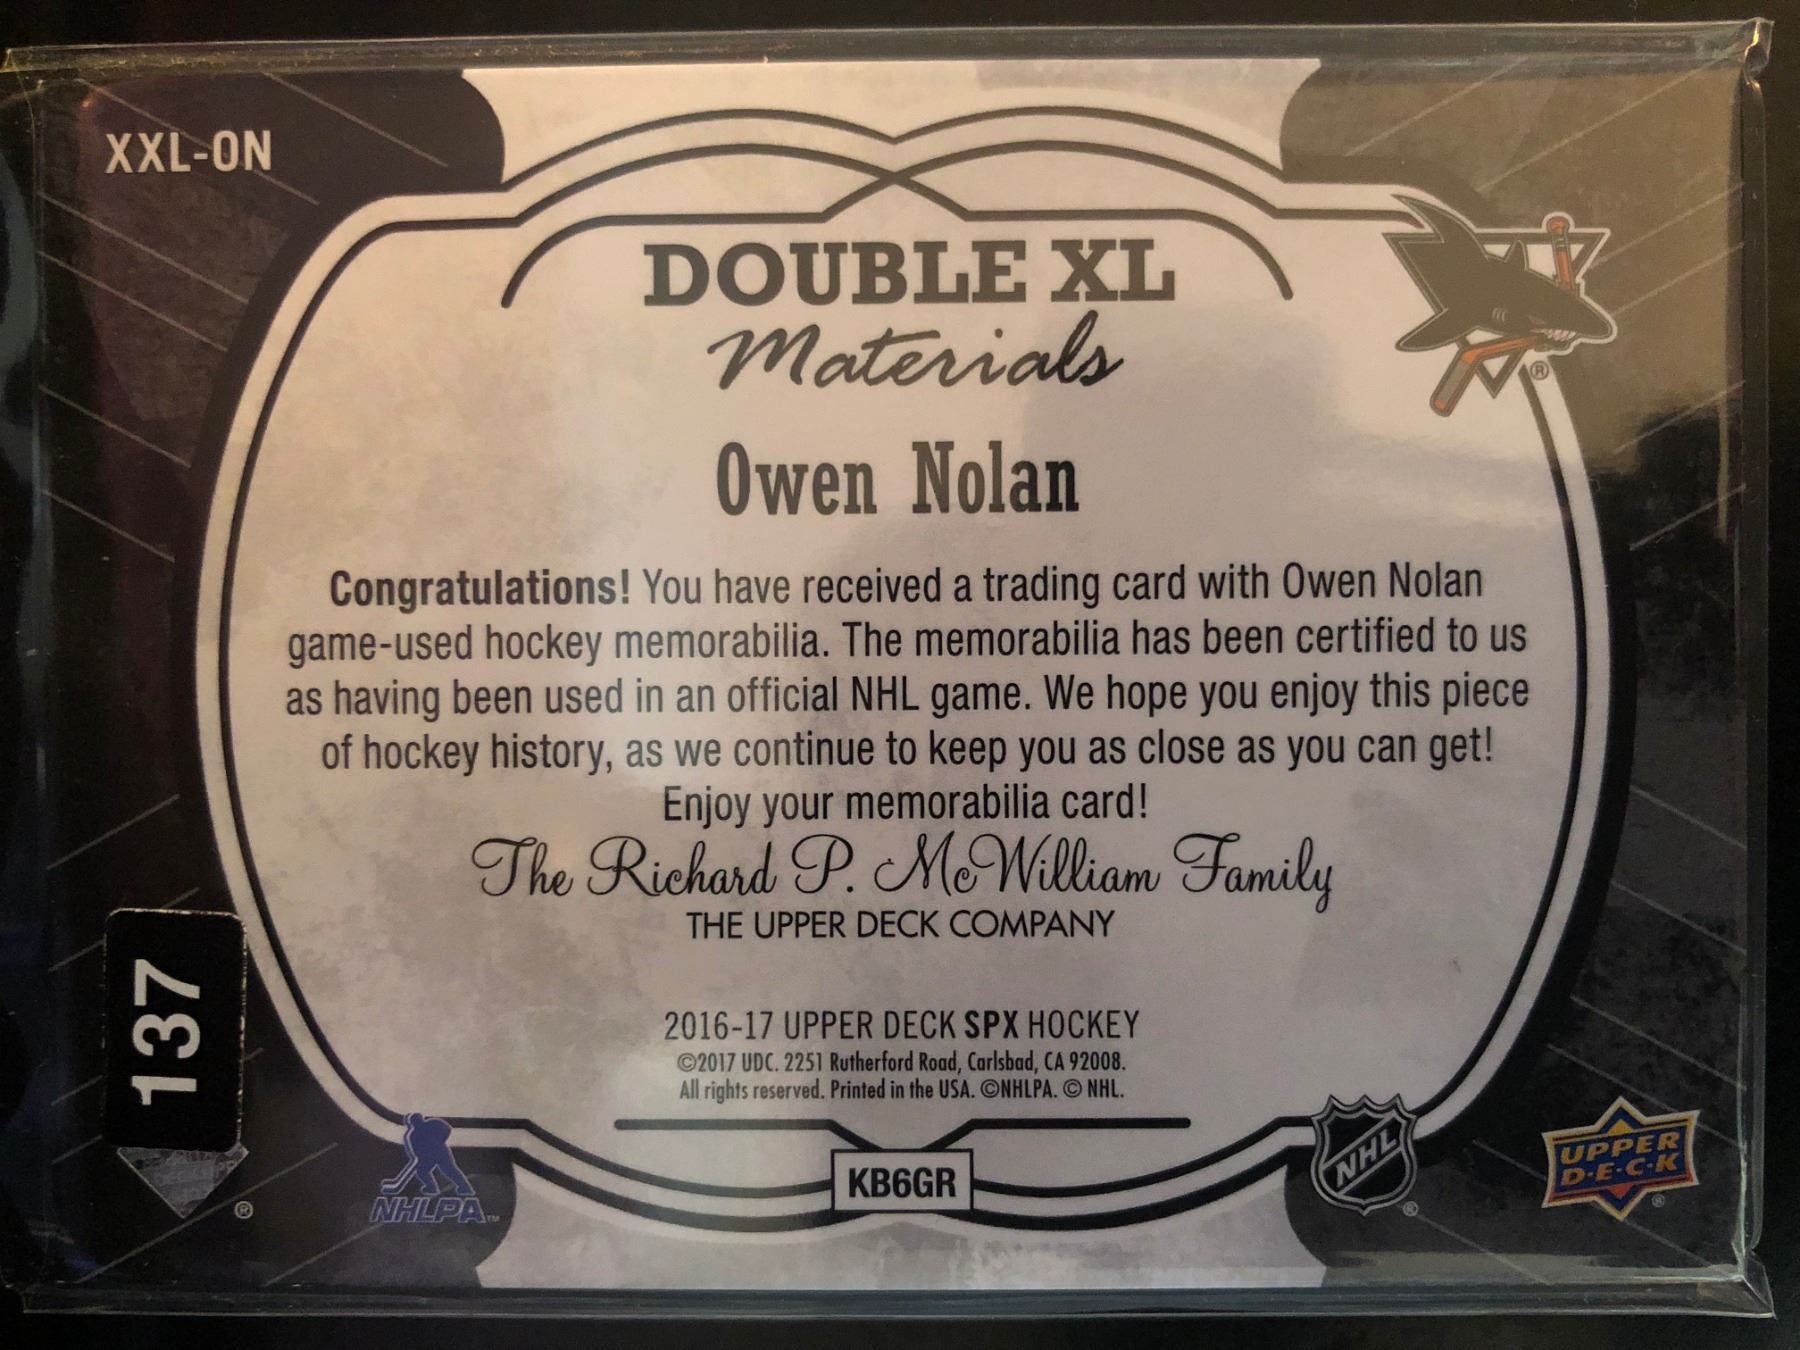 XXL-ON
DOUBLE XL
Materials
Owen Nolan
Congratulations! You have received a trading card with Owen Nolan
game-used hockey memorabilia. The memorabilia has been certified to us
as having been used in an official NHL game. We hope you enjoy this piece
of hockey history, as we continue to keep you as close as you can get!
Enjoy your memorabilia card!
The Richard P. McWilliam Family
THE UPPER DECK COMPANY
2016-17 UPPER DECK SPX HOCKEY
©2017 UDC. 2251 Rutherford Road, Carlsbad, CA 92008.
All rights reserved. Printed in the USA. ©NHLPA. © NHL.
137
®
NHLPA™
KB6GR
NHL
®
UPPER
D·E·C·K
®
®